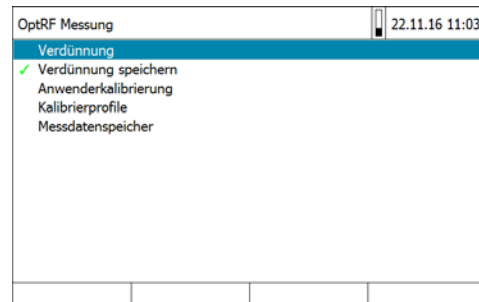 OptRF Messung 22.11.16 11:03
Verdünnung
✓ Verdünnung speichern
Anwenderkalibrierung
Kalibrierprofile
Messdatenspeicher